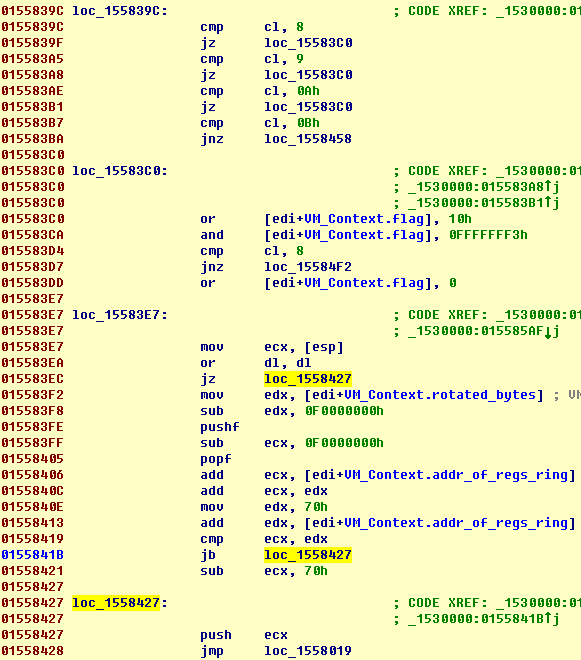 0155839C loc_155839C: ; CODE XREF: _1530000:01
0155839C cmp cl, 8
0155839F jz loc_15583C0
015583A5 cmp cl, 9
015583A8 jz loc_15583C0
015583AE cmp cl, 0Ah
015583B1 jz loc_15583C0
015583B7 cmp cl, 0Bh
015583BA jnz loc_1558458
015583C0
015583C0 loc_15583C0: ; CODE XREF: _1530000:01
015583C0 ; _1530000:015583A8↑j
015583C0 ; _1530000:015583B1↑j
015583C0 or [edi+VM_Context.flag], 10h
015583CA and [edi+VM_Context.flag], 0FFFFFFF3h
015583D4 cmp cl, 8
015583D7 jnz loc_15584F2
015583DD or [edi+VM_Context.flag], 0
015583E7
015583E7 loc_15583E7: ; CODE XREF: _1530000:01
015583E7 ; _1530000:015585AF↓j
015583E7 mov ecx, [esp]
015583EA or dl, dl
015583EC jz loc_1558427
015583F2 mov edx, [edi+VM_Context.rotated_bytes] ; VM
015583F8 sub edx, 0F0000000h
015583FE pushf
015583FF sub ecx, 0F0000000h
01558405 popf
01558406 add ecx, [edi+VM_Context.addr_of_regs_ring]
0155840C add ecx, edx
0155840E mov edx, 70h
01558413 add edx, [edi+VM_Context.addr_of_regs_ring]
01558419 cmp ecx, edx
0155841B jb loc_1558427
01558421 sub ecx, 70h
01558427
01558427 loc_1558427: ; CODE XREF: _1530000:01
01558427 ; _1530000:0155841B↑j
01558427 push ecx
01558428 jmp loc_1558019